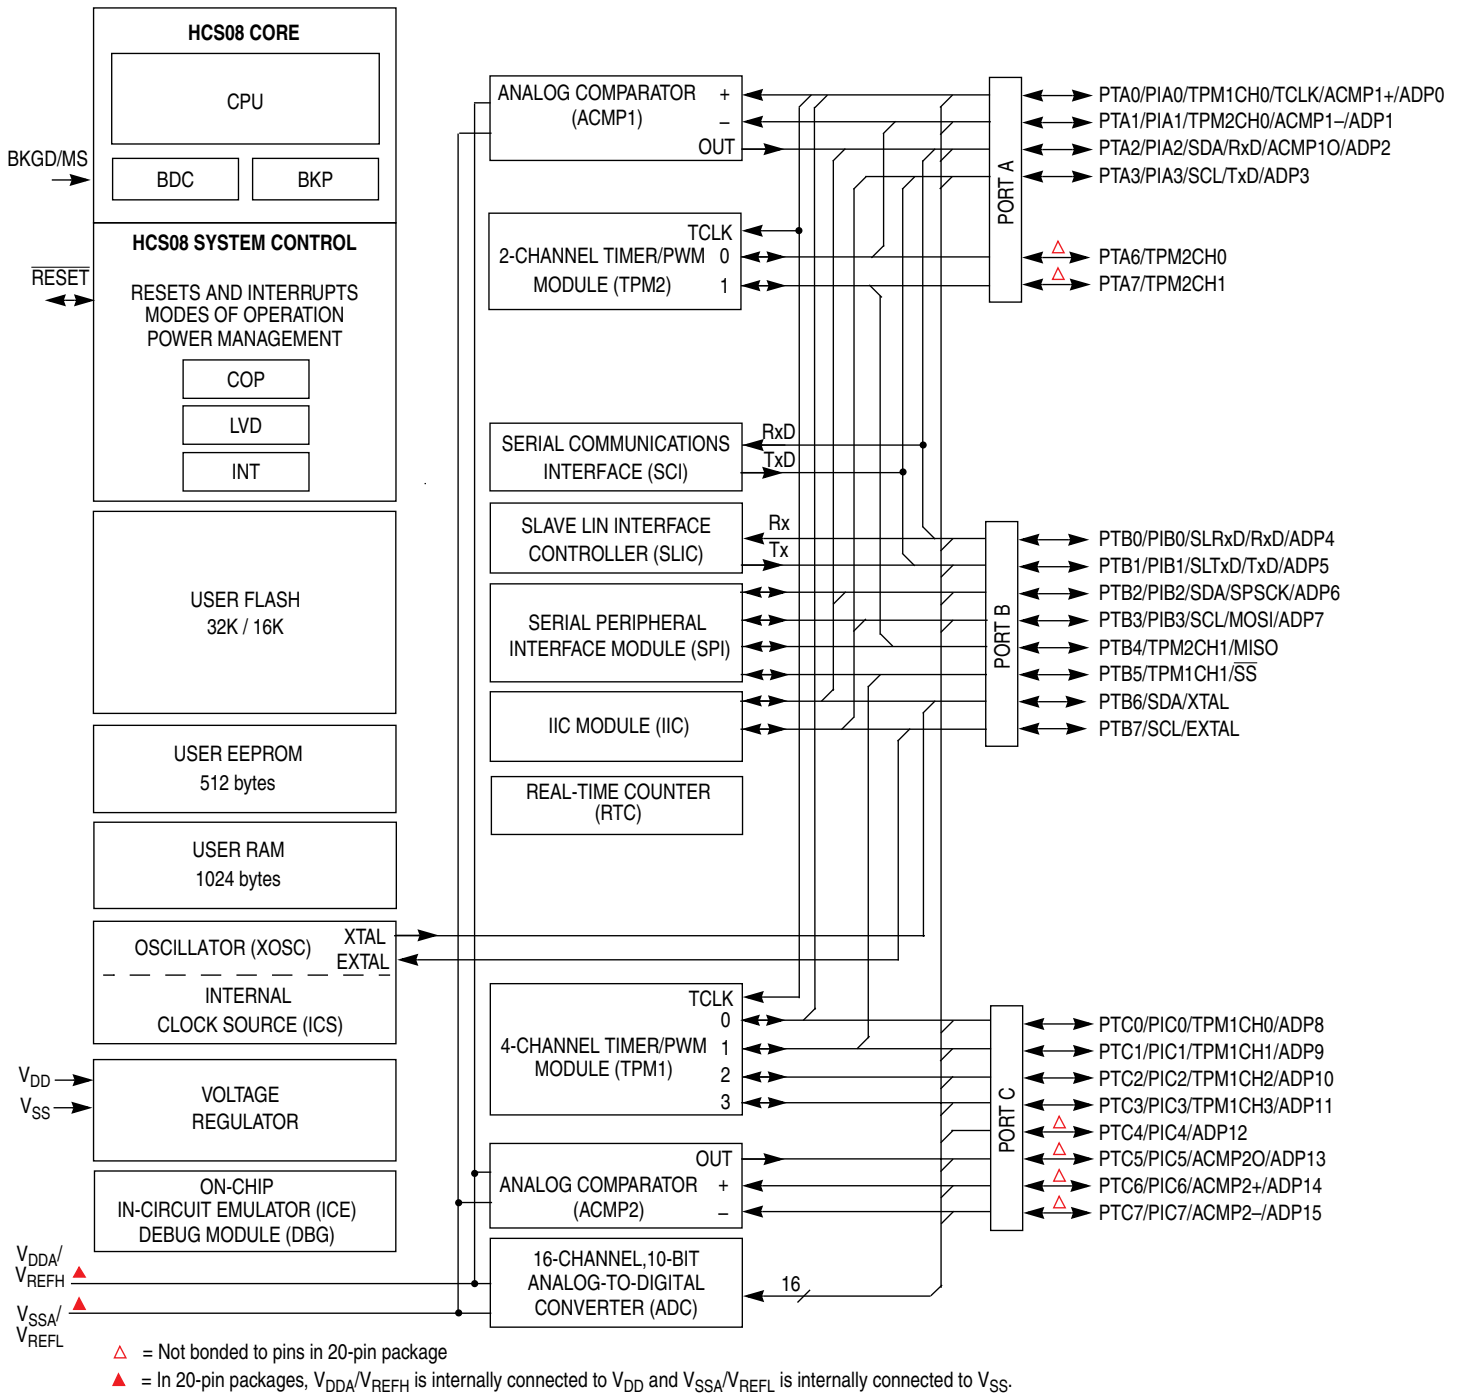 HCS08 CORE
CPU
BDC
BKP
BKGD/MS
HCS08 SYSTEM CONTROL
RESET
RESETS AND INTERRUPTS
MODES OF OPERATION
POWER MANAGEMENT
COP
LVD
INT
USER FLASH
32K / 16K
USER EEPROM
512 bytes
USER RAM
1024 bytes
OSCILLATOR (XOSC)
XTAL
EXTAL
INTERNAL
CLOCK SOURCE (ICS)
VDD
VSS
VOLTAGE
REGULATOR
ON-CHIP
IN-CIRCUIT EMULATOR (ICE)
DEBUG MODULE (DBG)
VDDA/
VREFH
VSSA/
VREFL
ANALOG COMPARATOR
(ACMP1)
+
–
OUT
TCLK
2-CHANNEL TIMER/PWM
MODULE (TPM2)
0
1
SERIAL COMMUNICATIONS
INTERFACE (SCI)
RxD
TxD
SLAVE LIN INTERFACE
CONTROLLER (SLIC)
Rx
Tx
SERIAL PERIPHERAL
INTERFACE MODULE (SPI)
IIC MODULE (IIC)
REAL-TIME COUNTER
(RTC)
TCLK
0
4-CHANNEL TIMER/PWM
MODULE (TPM1)
1
2
3
OUT
ANALOG COMPARATOR
(ACMP2)
+
–
16-CHANNEL,10-BIT
ANALOG-TO-DIGITAL
CONVERTER (ADC)
16
PORT A
PTA0/PIA0/TPM1CH0/TCLK/ACMP1+/ADP0
PTA1/PIA1/TPM2CH0/ACMP1–/ADP1
PTA2/PIA2/SDA/RxD/ACMP1O/ADP2
PTA3/PIA3/SCL/TxD/ADP3
PTA6/TPM2CH0
PTA7/TPM2CH1
PORT B
PTB0/PIB0/SLRxD/RxD/ADP4
PTB1/PIB1/SLTxD/TxD/ADP5
PTB2/PIB2/SDA/SPSCK/ADP6
PTB3/PIB3/SCL/MOSI/ADP7
PTB4/TPM2CH1/MISO
PTB5/TPM1CH1/SS
PTB6/SDA/XTAL
PTB7/SCL/EXTAL
PORT C
PTC0/PIC0/TPM1CH0/ADP8
PTC1/PIC1/TPM1CH1/ADP9
PTC2/PIC2/TPM1CH2/ADP10
PTC3/PIC3/TPM1CH3/ADP11
PTC4/PIC4/ADP12
PTC5/PIC5/ACMP2O/ADP13
PTC6/PIC6/ACMP2+/ADP14
PTC7/PIC7/ACMP2–/ADP15
△ = Not bonded to pins in 20-pin package
▲ = In 20-pin packages, VDDA/VREFH is internally connected to VDD and VSSA/VREFL is internally connected to VSS.